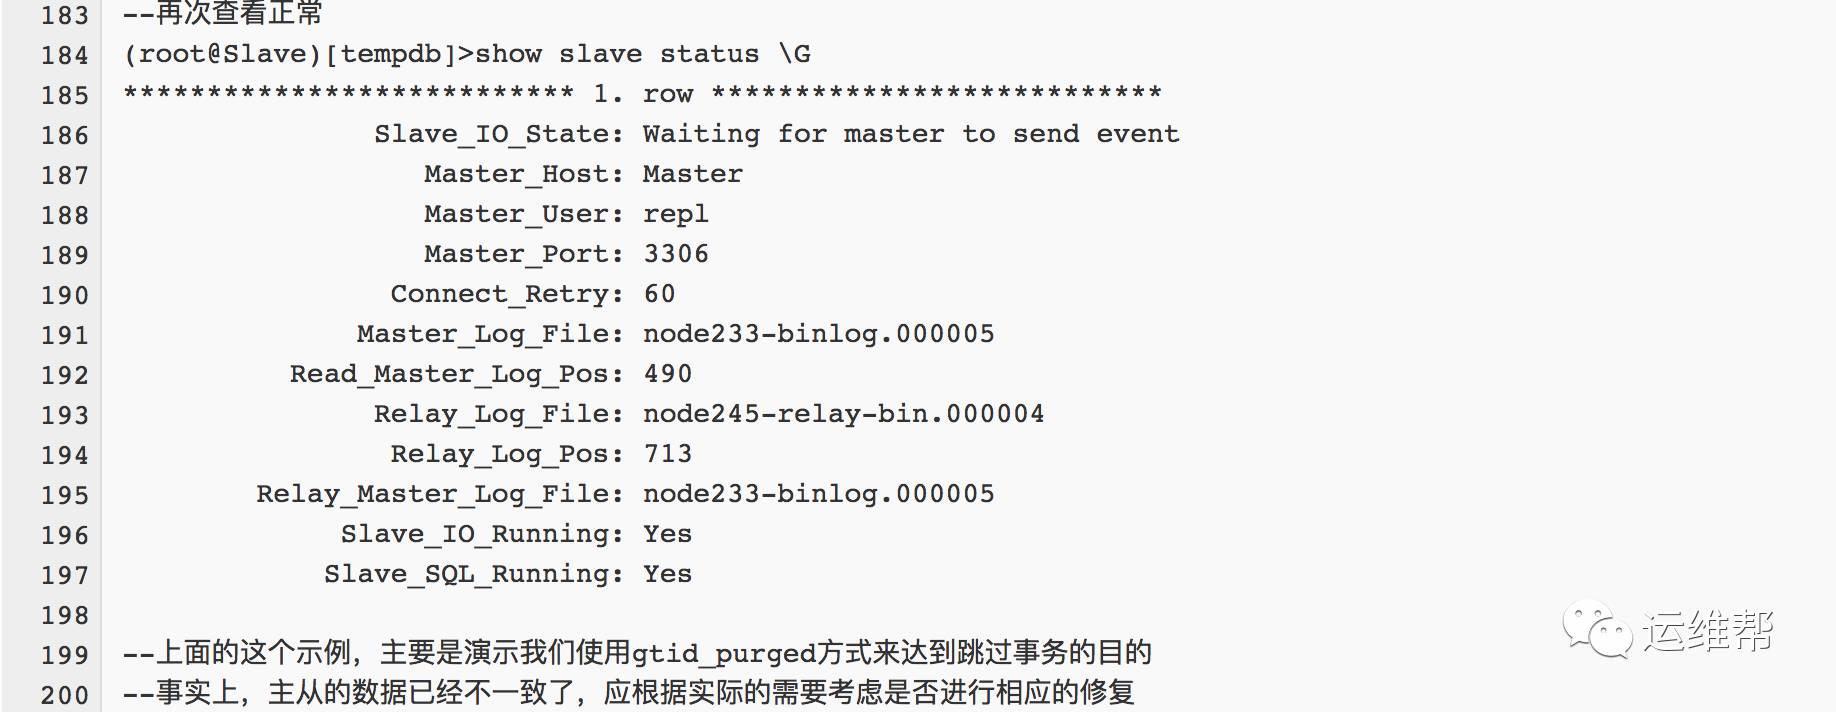 183 --再次查看正常
184 (root@Slave)[tempdb]>show slave status \G
185 *************************** 1. row ***************************
186 Slave_IO_State: Waiting for master to send event
187 Master_Host: Master
188 Master_User: repl
189 Master_Port: 3306
190 Connect_Retry: 60
191 Master_Log_File: node233-binlog.000005
192 Read_Master_Log_Pos: 490
193 Relay_Log_File: node245-relay-bin.000004
194 Relay_Log_Pos: 713
195 Relay_Master_Log_File: node233-binlog.000005
196 Slave_IO_Running: Yes
197 Slave_SQL_Running: Yes
198
199 --上面的这个示例，主要是演示我们使用gtid_purged方式来达到跳过事务的目的
200 --事实上，主从的数据已经不一致了，应根据实际的需要考虑是否进行相应的修复
运维帮